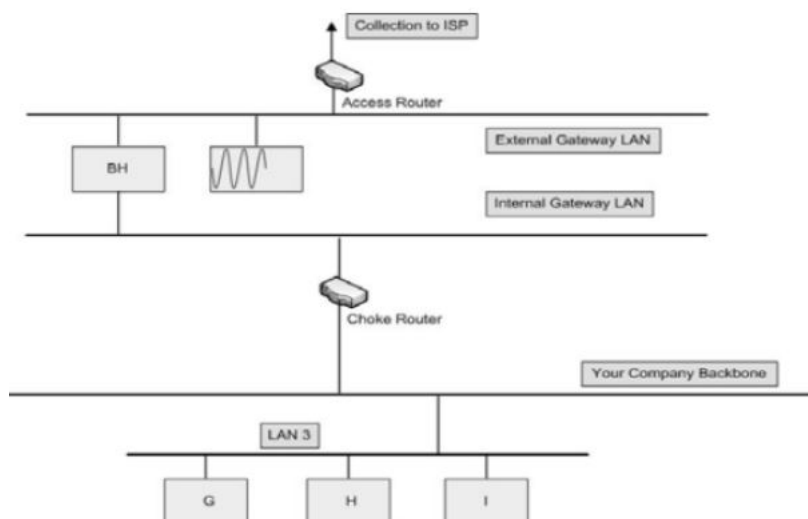 Collection to ISP
Access Router
External Gateway LAN
BH
Internal Gateway LAN
Choke Router
Your Company Backbone
LAN 3
G
H
I